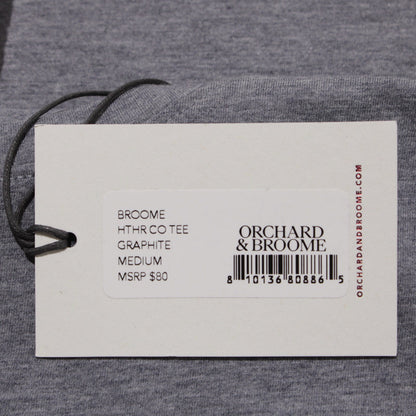 BROOME
HTHR CO TEE
GRAPHITE
MEDIUM
MSRP $80
ORCHARD
& BROOME
8 10136 80886 5
ORCHARDANDBROOME.COM